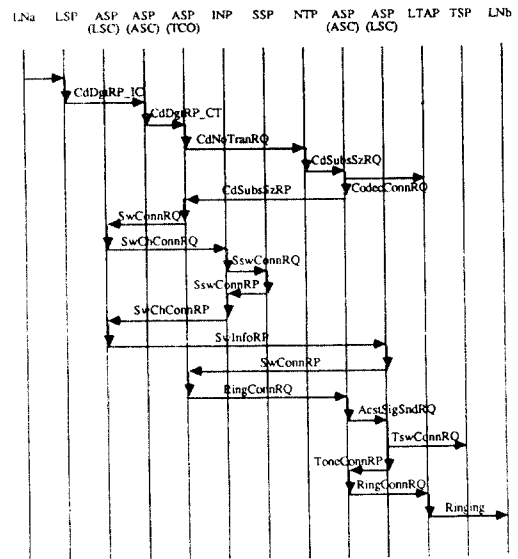 LNa LSP ASP ASP ASP INP SSP NTP ASP ASP LTAP TSP LNb
(LSC) (ASC) (TCO) (ASC) (LSC)
CdDgtRP_IC
CdDgtRP_CT
CdNoTranRQ
CdSubsSzRQ
CodecConnRQ
CdSubsSzRP
SwConnRQ
SwChConnRQ
SswConnRQ
SswConnRP
SwChConnRP
SwInfoRP
SwConnRP
RingConnRQ
AcstSigSndRQ
TswConnRQ
ToneConnRP
RingConnRQ
Ringing